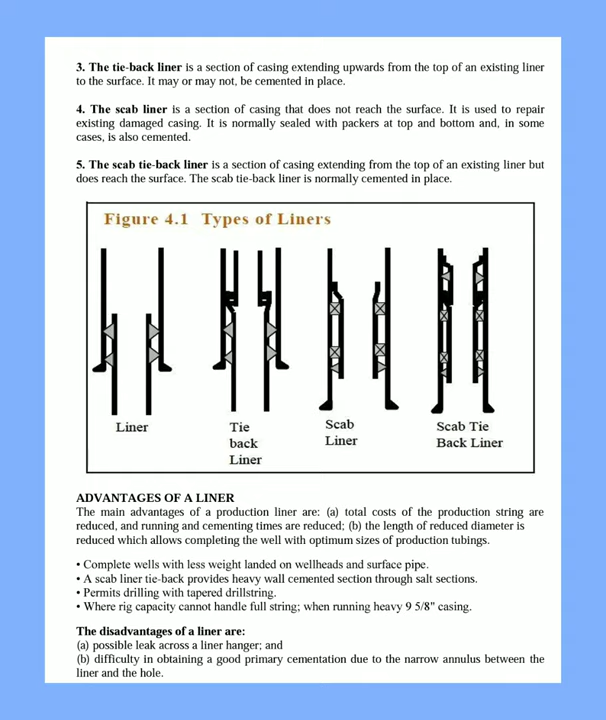 3. The tie-back liner is a section of casing extending upwards from the top of an existing liner
to the surface. It may or may not, be cemented in place.
4. The scab liner is a section of casing that does not reach the surface. It is used to repair
existing damaged casing. It is normally sealed with packers at top and bottom and, in some
cases, is also cemented.
5. The scab tie-back liner is a section of casing extending from the top of an existing liner but
does reach the surface. The scab tie-back liner is normally cemented in place.
Figure 4.1 Types of Liners
Liner
Tie
back
Liner
Scab
Liner
Scab Tie
Back Liner
ADVANTAGES OF A LINER
The main advantages of a production liner are: (a) total costs of the production string are
reduced, and running and cementing times are reduced; (b) the length of reduced diameter is
reduced which allows completing the well with optimum sizes of production tubings.
• Complete wells with less weight landed on wellheads and surface pipe.
• A scab liner tie-back provides heavy wall cemented section through salt sections.
• Permits drilling with tapered drillstring.
• Where rig capacity cannot handle full string; when running heavy 9 5/8" casing.
The disadvantages of a liner are:
(a) possible leak across a liner hanger; and
(b) difficulty in obtaining a good primary cementation due to the narrow annulus between the
liner and the hole.